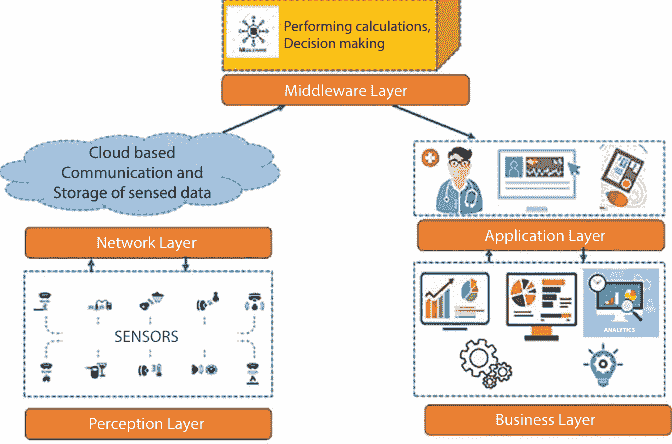 Performing calculations,
Decision making
Middleware Layer
Cloud based
Communication and
Storage of sensed data
Network Layer
Application Layer
SENSORS
ANALYTICS
Perception Layer
Business Layer